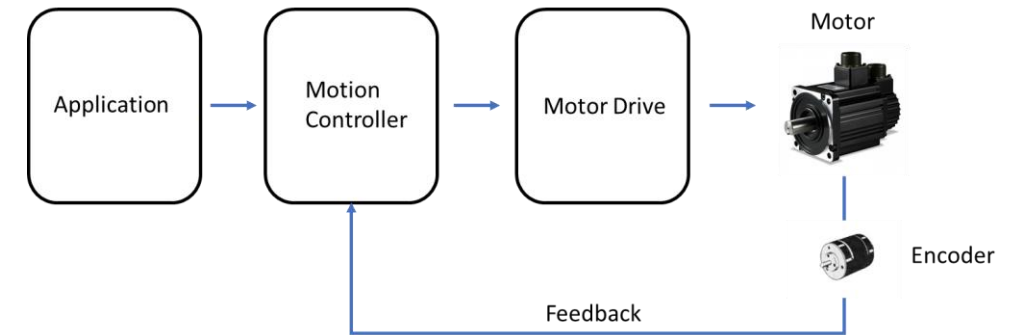 Motor
Application
Motion
Controller
Motor Drive
Encoder
Feedback